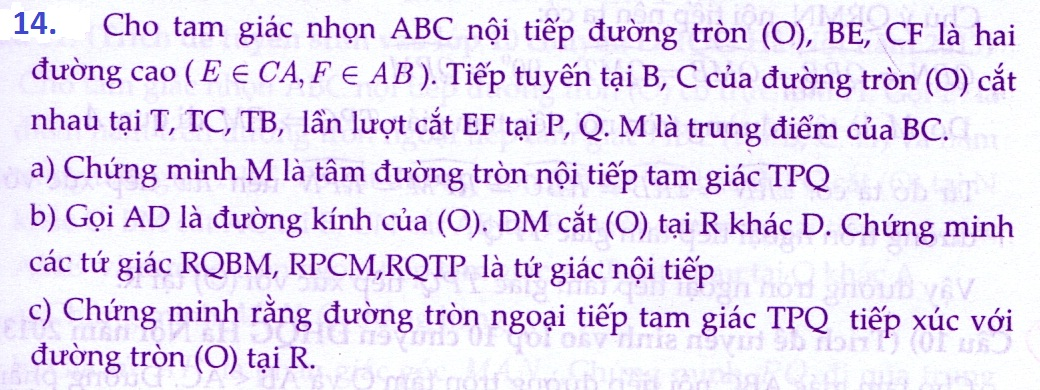 14. Cho tam giác nhọn ABC nội tiếp đường tròn (O), BE, CF là hai
đường cao ( E ∈ CA, F ∈ AB ). Tiếp tuyến tại B, C của đường tròn (O) cắt
nhau tại T, TC, TB, lần lượt cắt EF tại P, Q. M là trung điểm của BC.
a) Chứng minh M là tâm đường tròn nội tiếp tam giác TPQ
b) Gọi AD là đường kính của (O). DM cắt (O) tại R khác D. Chứng minh
các tứ giác RQBM, RPCM,RQTP là tứ giác nội tiếp
c) Chứng minh rằng đường tròn ngoại tiếp tam giác TPQ tiếp xúc với
đường tròn (O) tại R.